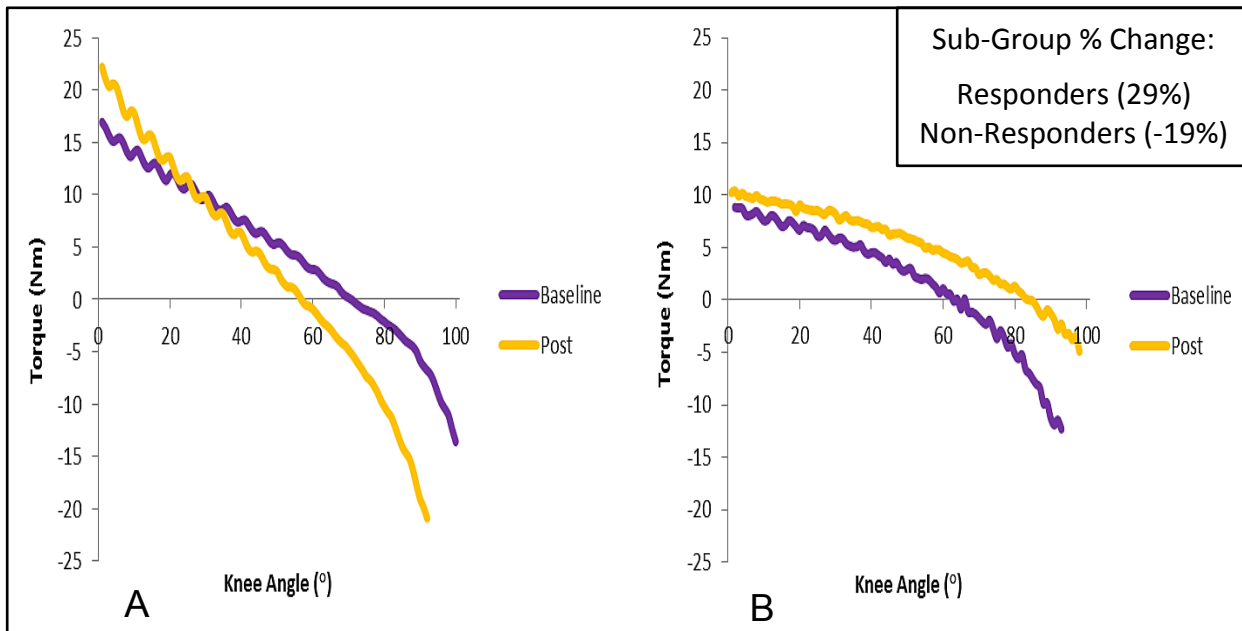 Sub-Group % Change:
Responders (29%)
Non-Responders (-19%)
25
20
15
10
5
0
-5
-10
-15
-20
-25
0
20
40
60
80
100
Torque (Nm)
Knee Angle (⁰)
Baseline
Post
A
25
20
15
10
5
0
-5
-10
-15
-20
-25
0
20
40
60
80
100
Torque (Nm)
Knee Angle (⁰)
Baseline
Post
B